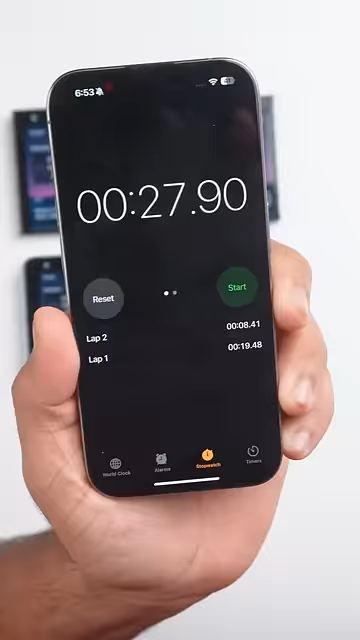 6:53
00:27.90
Reset
Start
Lap 2 00:08.41
Lap 1 00:19.48
World Clock Alarms Stopwatch Timers